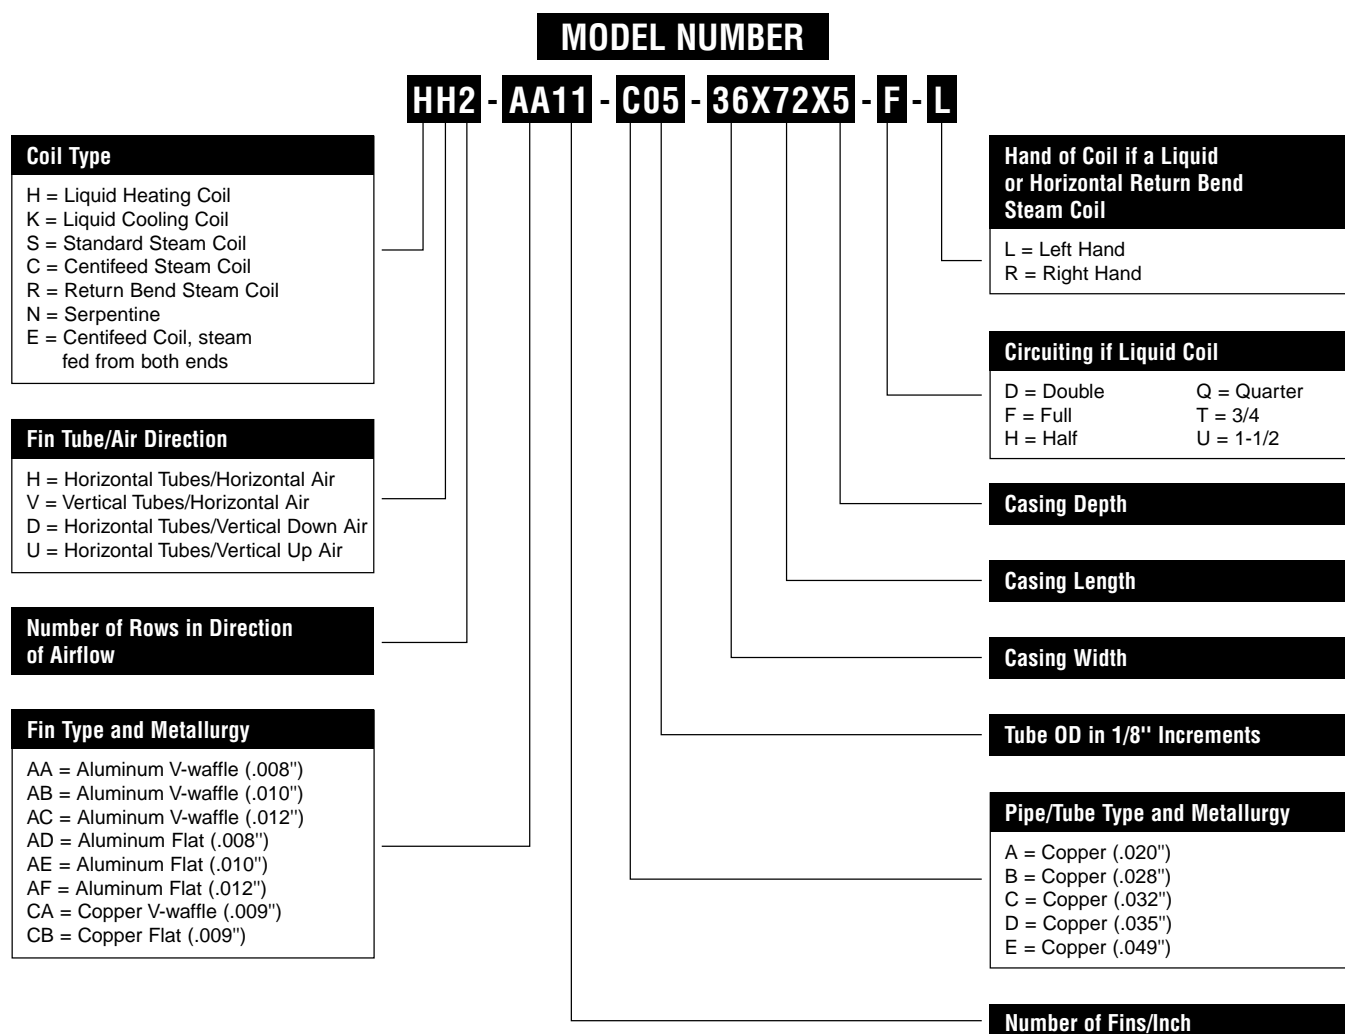 MODEL NUMBER
HH2 - AA11 - C05 - 36X72X5 - F - L
Coil Type
H = Liquid Heating Coil
K = Liquid Cooling Coil
S = Standard Steam Coil
C = Centifeed Steam Coil
R = Return Bend Steam Coil
N = Serpentine
E = Centifeed Coil, steam
fed from both ends
Fin Tube/Air Direction
H = Horizontal Tubes/Horizontal Air
V = Vertical Tubes/Horizontal Air
D = Horizontal Tubes/Vertical Down Air
U = Horizontal Tubes/Vertical Up Air
Number of Rows in Direction
of Airflow
Fin Type and Metallurgy
AA = Aluminum V-waffle (.008")
AB = Aluminum V-waffle (.010")
AC = Aluminum V-waffle (.012")
AD = Aluminum Flat (.008")
AE = Aluminum Flat (.010")
AF = Aluminum Flat (.012")
CA = Copper V-waffle (.009")
CB = Copper Flat (.009")
Hand of Coil if a Liquid
or Horizontal Return Bend
Steam Coil
L = Left Hand
R = Right Hand
Circuiting if Liquid Coil
D = Double Q = Quarter
F = Full T = 3/4
H = Half U = 1-1/2
Casing Depth
Casing Length
Casing Width
Tube OD in 1/8" Increments
Pipe/Tube Type and Metallurgy
A = Copper (.020")
B = Copper (.028")
C = Copper (.032")
D = Copper (.035")
E = Copper (.049")
Number of Fins/Inch